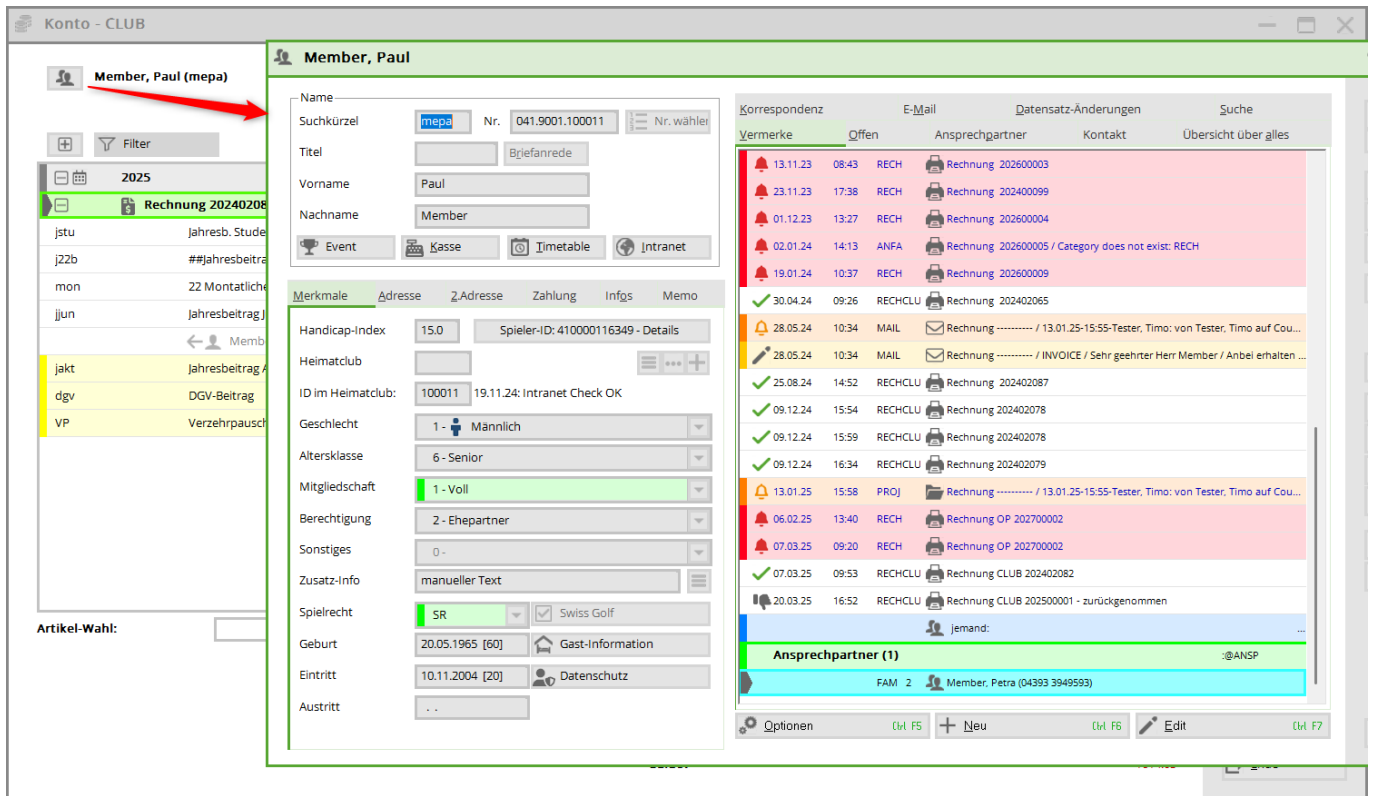 Konto - CLUB
Member, Paul (mepa)
Filter
2025
Rechnung 20240208
jstu Jahresb. Stude
j22b ##Jahresbeitra
mon 22 Montatliche
jjun Jahresbeitrag J
Memb
jakt Jahresbeitrag A
dgv DGV-Beitrag
VP Verzehrpausch
Artikel-Wahl:
Member, Paul
Name
Suchkürzel mepa Nr. 041.9001.100011 Nr. wähler
Titel Briefanrede
Vorname Paul
Nachname Member
Event Kasse Timetable Intranet
Merkmale Adresse 2.Adresse Zahlung Infos Memo
Handicap-Index 15.0 Spieler-ID: 410000116349 - Details
Heimatclub
ID im Heimatclub: 100011 19.11.24: Intranet Check OK
Geschlecht 1 - Männlich
Altersklasse 6 - Senior
Mitgliedschaft 1 - Voll
Berechtigung 2 - Ehepartner
Sonstiges 0 -
Zusatz-Info manueller Text
Spielrecht SR Swiss Golf
Geburt 20.05.1965 [60] Gast-Information
Eintritt 10.11.2004 [20] Datenschutz
Austritt . .
Korrespondenz E-Mail Datensatz-Änderungen Suche
Vermerke Offen Ansprechpartner Kontakt Übersicht über alles
13.11.23 08:43 RECH Rechnung 202600003
23.11.23 17:38 RECH Rechnung 202400099
01.12.23 13:27 RECH Rechnung 202600004
02.01.24 14:13 ANFA Rechnung 202600005 / Category does not exist: RECH
19.01.24 10:37 RECH Rechnung 202600009
30.04.24 09:26 RECHCLU Rechnung 202402065
28.05.24 10:34 MAIL Rechnung ---------- / 13.01.25-15:55-Tester, Timo: von Tester, Timo auf Cou...
28.05.24 10:34 MAIL Rechnung ---------- / INVOICE / Sehr geehrter Herr Member / Anbei erhalten ...
25.08.24 14:52 RECHCLU Rechnung 202402087
09.12.24 15:54 RECHCLU Rechnung 202402078
09.12.24 15:59 RECHCLU Rechnung 202402078
09.12.24 16:34 RECHCLU Rechnung 202402079
13.01.25 15:58 PROJ Rechnung ---------- / 13.01.25-15:55-Tester, Timo: von Tester, Timo auf Cou...
06.02.25 13:40 RECH Rechnung OP 202700002
07.03.25 09:20 RECH Rechnung OP 202700002
07.03.25 09:53 RECHCLU Rechnung CLUB 202402082
20.03.25 16:52 RECHCLU Rechnung CLUB 202500001 - zurückgenommen
jemand: ...
Ansprechpartner (1) :@ANSP
FAM 2 Member, Petra (04393 3949593)
Optionen Ctrl F5 Neu Ctrl F6 Edit Ctrl F7